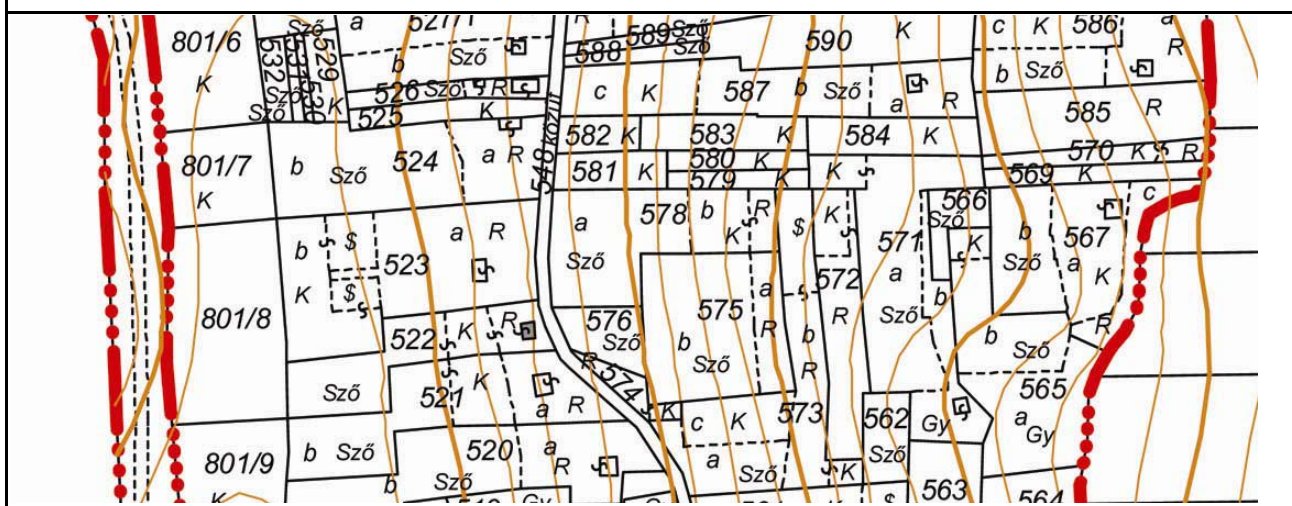 801/6 Sző a 527/1 R 589 Sző K c K 586 a
532 531 530 529 b Sző 588 Sző 590 b Sző R
K Sző K 526 Sző R c K 587 b Sző a R 585 R
Sző 525 K 582 K 583 K 584 K 570 K R
801/7 b Sző 524 a R 548 közút 581 K 580 K 579 K K 569 K
K 578 b R $ K 566 c
b $ a R a K 571 Sző K b 567
523 Sző a Sző a K
K $ 575 a 572 b
801/8 522 K R 576 b R b R Sző b R
Sző Sző Sző
Sző 521 K a R R 574 K c K R 573 562 Gy 565 a Gy
801/9 b Sző 520 a R a Sző K Sző
K b Sző Gy $ 563 564